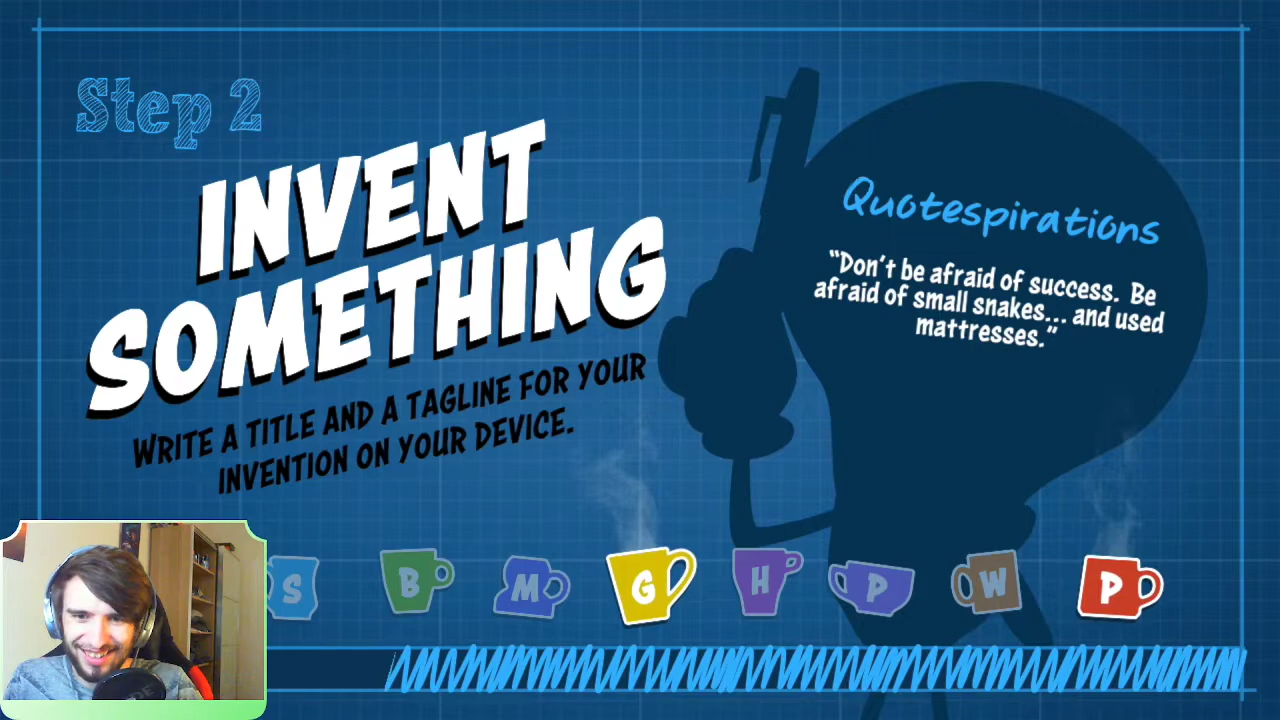 Step 2
INVENT
SOMETHING
WRITE A TITLE AND A TAGLINE FOR YOUR
INVENTION ON YOUR DEVICE.
Quotespirations
“Don't be afraid of success. Be
afraid of small snakes... and used
mattresses.”
S B M G H P W P